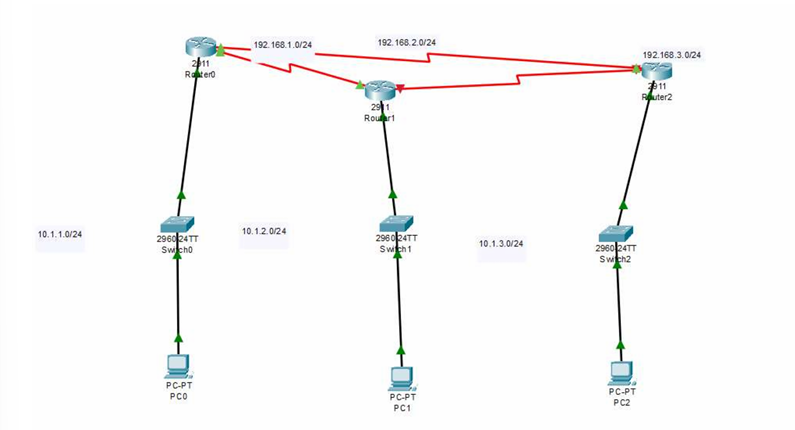 192.168.1.0/24
192.168.2.0/24
192.168.3.0/24
2911
Router0
2911
Router1
2911
Router2
10.1.1.0/24
10.1.2.0/24
10.1.3.0/24
2960-24TT
Switch0
2960-24TT
Switch1
2960-24TT
Switch2
PC-PT
PC0
PC-PT
PC1
PC-PT
PC2